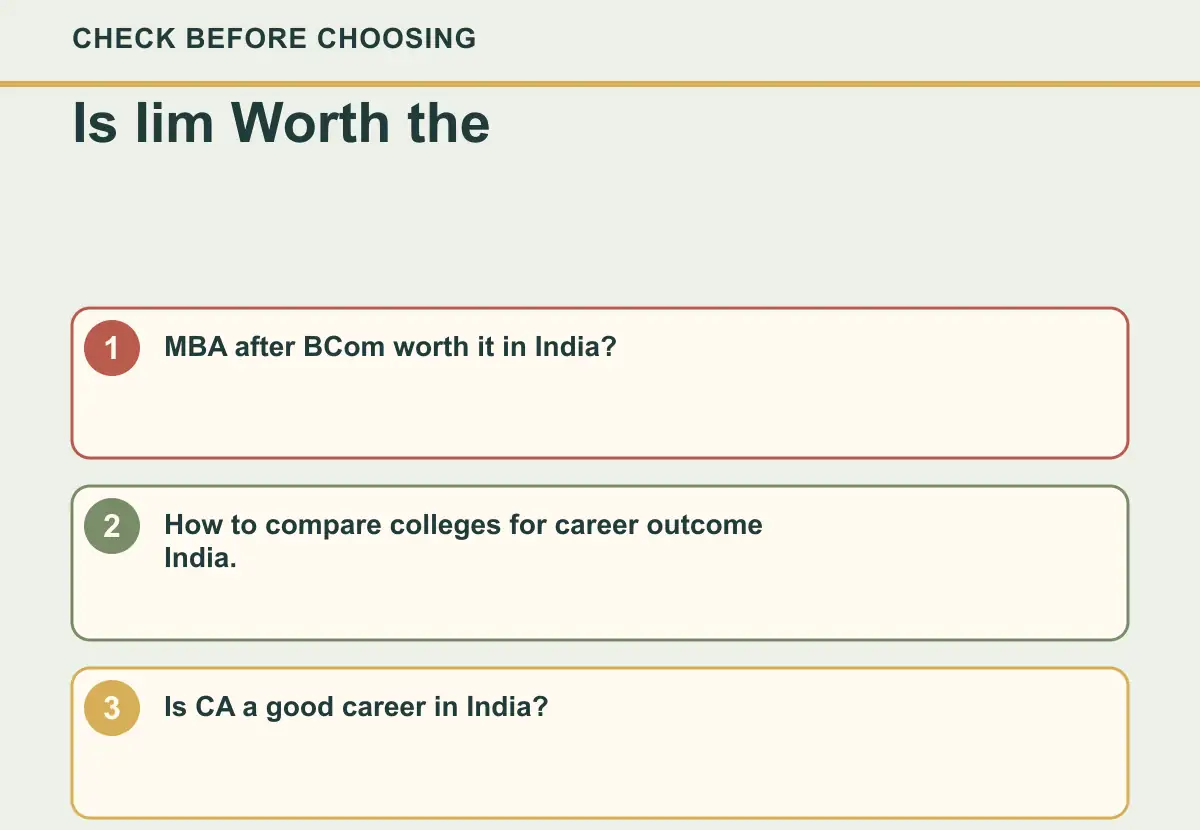 CHECK BEFORE CHOOSING
Is Iim Worth the
1 MBA after BCom worth it in India?
2 How to compare colleges for career outcome
India.
3 Is CA a good career in India?